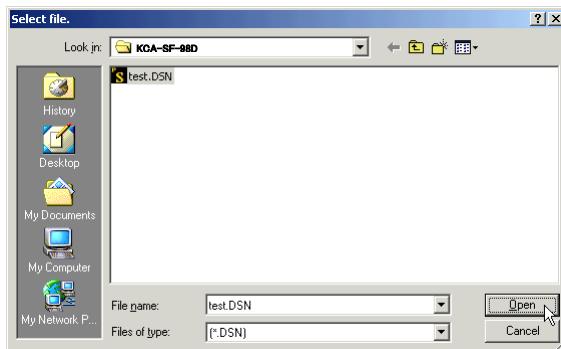 Select file.
Look in: KCA-SF-98D
test.DSN
History
Desktop
My Documents
My Computer
My Network P...
File name: test.DSN Open
Files of type: (*.DSN) Cancel